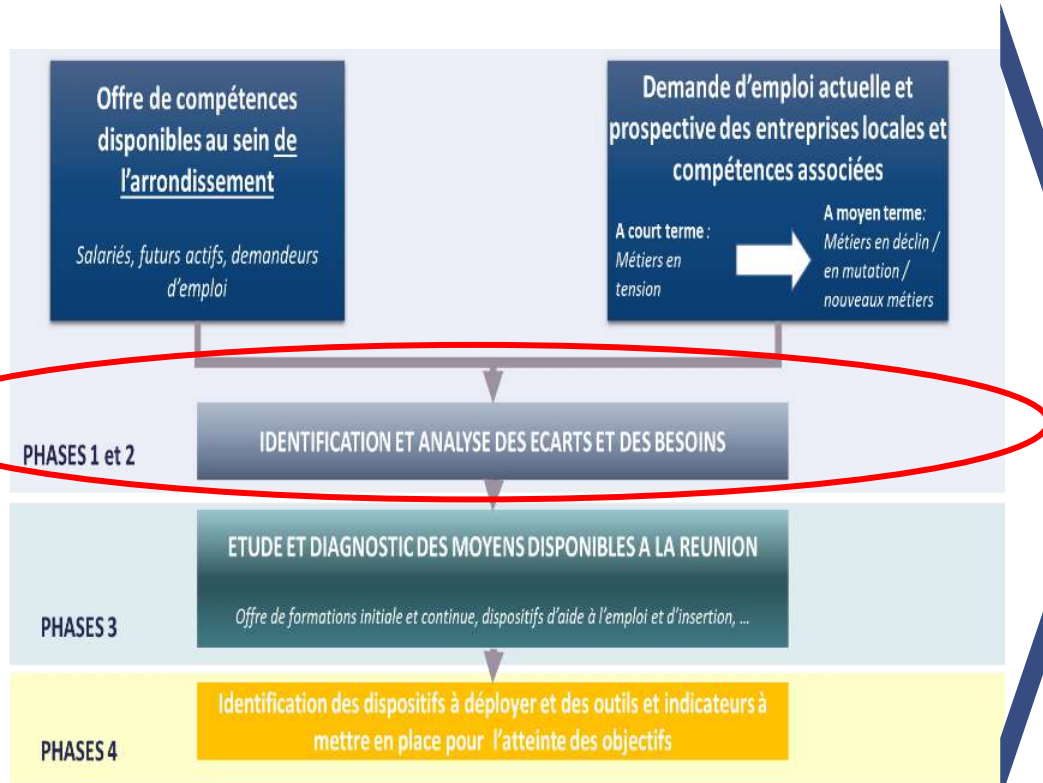 Offre de compétences
disponibles au sein de
l'arrondissement
Salariés, futurs actifs, demandeurs
d'emploi
Demande d'emploi actuelle et
prospective des entreprises locales et
compétences associées
A court terme :
Métiers en
tension
A moyen terme:
Métiers en déclin /
en mutation /
nouveaux métiers
IDENTIFICATION ET ANALYSE DES ECARTS ET DES BESOINS
PHASES 1 et 2
ETUDE ET DIAGNOSTIC DES MOYENS DISPONIBLES A LA REUNION
Offre de formations initiale et continue, dispositifs d'aide à l'emploi et d'insertion, ...
PHASES 3
Identification des dispositifs à déployer et des outils et indicateurs à
mettre en place pour l'atteinte des objectifs
PHASES 4